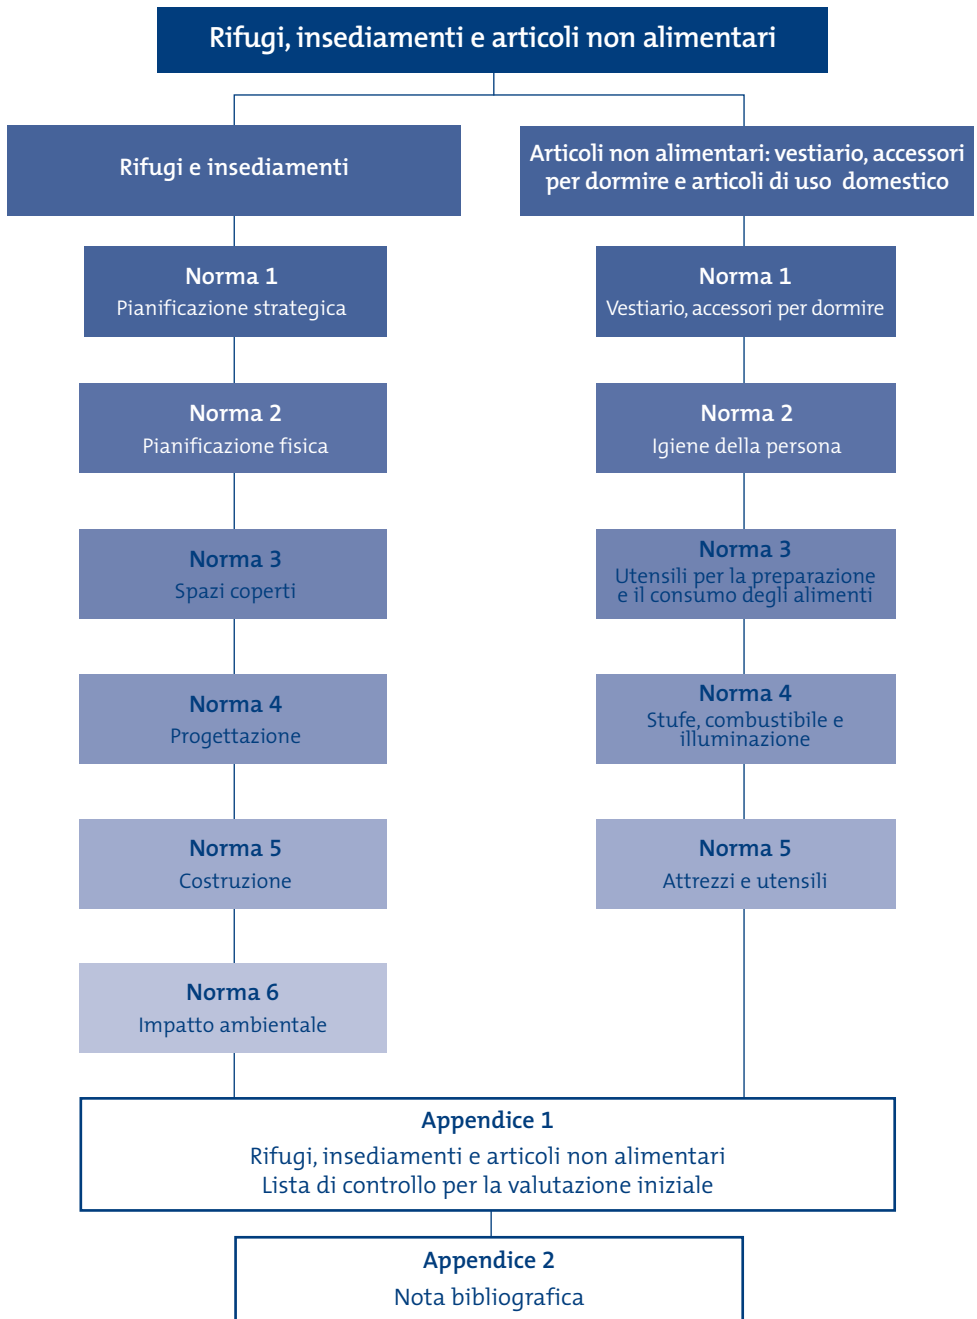 Rifugi, insediamenti e articoli non alimentari
Rifugi e insediamenti
Norma 1
Pianificazione strategica
Norma 2
Pianificazione fisica
Norma 3
Spazi coperti
Norma 4
Progettazione
Norma 5
Costruzione
Norma 6
Impatto ambientale
Articoli non alimentari: vestiario, accessori
per dormire e articoli di uso domestico
Norma 1
Vestiario, accessori per dormire
Norma 2
Igiene della persona
Norma 3
Utensili per la preparazione
e il consumo degli alimenti
Norma 4
Stufe, combustibile e
illuminazione
Norma 5
Attrezzi e utensili
Appendice 1
Rifugi, insediamenti e articoli non alimentari
Lista di controllo per la valutazione iniziale
Appendice 2
Nota bibliografica